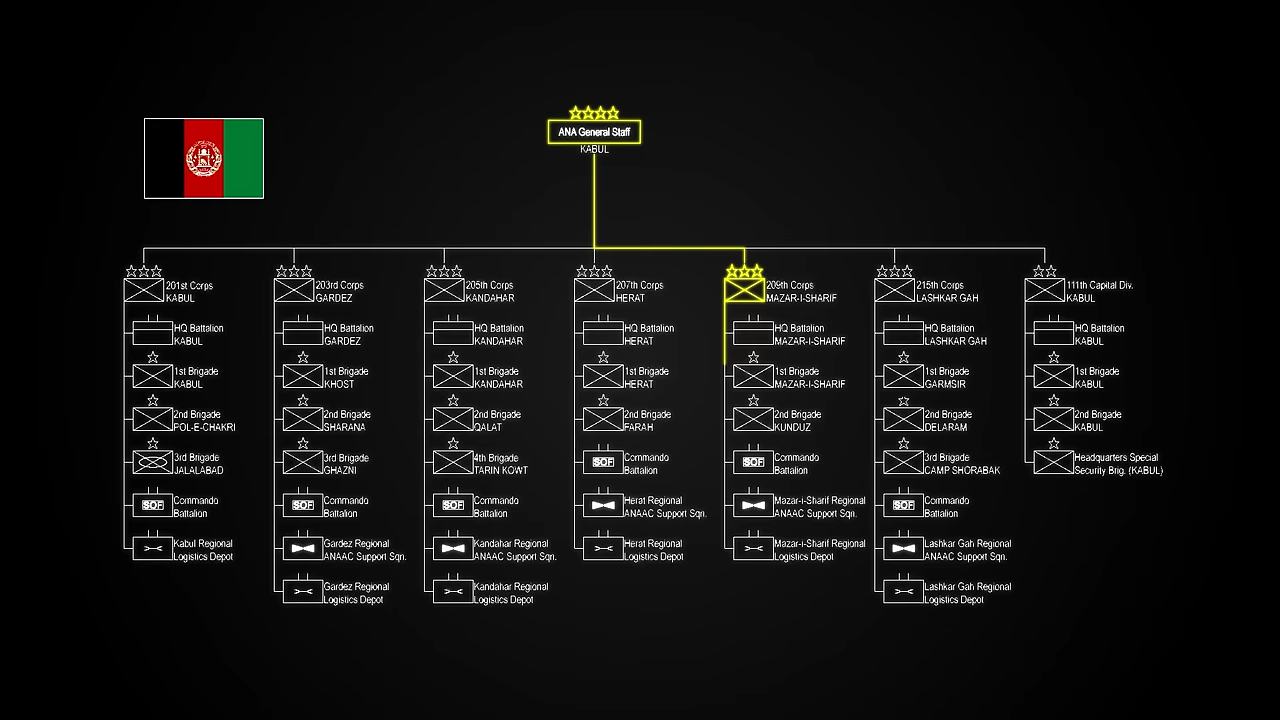 ANA General Staff
KABUL
201st Corps
KABUL
HQ Battalion
KABUL
1st Brigade
KABUL
2nd Brigade
POL-E-CHAKRI
3rd Brigade
JALALABAD
SOF
Commando
Battalion
Kabul Regional
Logistics Depot
203rd Corps
GARDEZ
HQ Battalion
GARDEZ
1st Brigade
KHOST
2nd Brigade
SHARANA
3rd Brigade
GHAZNI
SOF
Commando
Battalion
Gardez Regional
ANAAC Support Sqn.
Gardez Regional
Logistics Depot
205th Corps
KANDAHAR
HQ Battalion
KANDAHAR
1st Brigade
KANDAHAR
2nd Brigade
QALAT
4th Brigade
TARIN KOWT
SOF
Commando
Battalion
Kandahar Regional
ANAAC Support Sqn.
Kandahar Regional
Logistics Depot
207th Corps
HERAT
HQ Battalion
HERAT
1st Brigade
HERAT
2nd Brigade
FARAH
SOF
Commando
Battalion
Herat Regional
ANAAC Support Sqn.
Herat Regional
Logistics Depot
209th Corps
MAZAR-I-SHARIF
HQ Battalion
MAZAR-I-SHARIF
1st Brigade
MAZAR-I-SHARIF
2nd Brigade
KUNDUZ
SOF
Commando
Battalion
Mazar-i-Sharif Regional
ANAAC Support Sqn.
Mazar-i-Sharif Regional
Logistics Depot
215th Corps
LASHKAR GAH
HQ Battalion
LASHKAR GAH
1st Brigade
GARMSIR
2nd Brigade
DELARAM
3rd Brigade
CAMP SHORABAK
SOF
Commando
Battalion
Lashkar Gah Regional
ANAAC Support Sqn.
Lashkar Gah Regional
Logistics Depot
111th Capital Div.
KABUL
HQ Battalion
KABUL
1st Brigade
KABUL
2nd Brigade
KABUL
Headquarters Special
Security Brig. (KABUL)